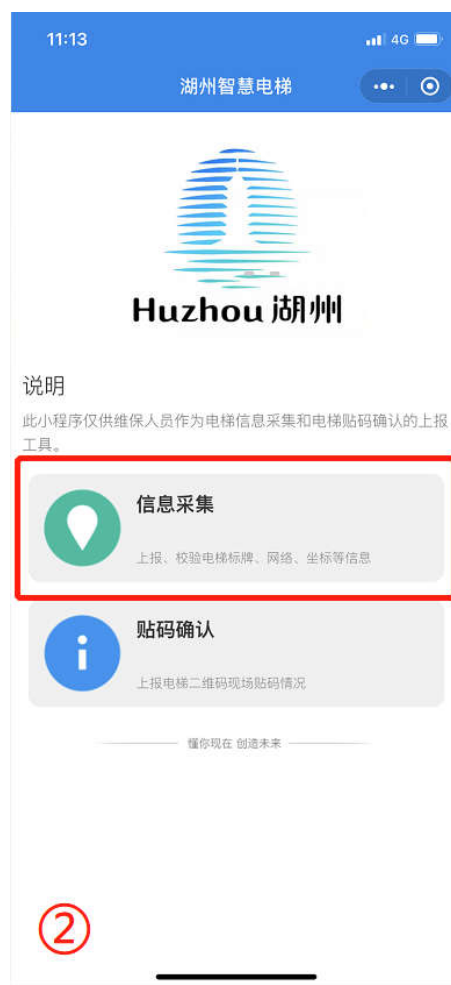 11:13
4G
湖州智慧电梯
Huzhou 湖州
说明
此小程序仅供维保人员作为电梯信息采集和电梯贴码确认的上报
工具。
信息采集
上报、校验电梯标牌、网络、坐标等信息
贴码确认
上报电梯二维码现场贴码情况
懂你现在 创造未来
②